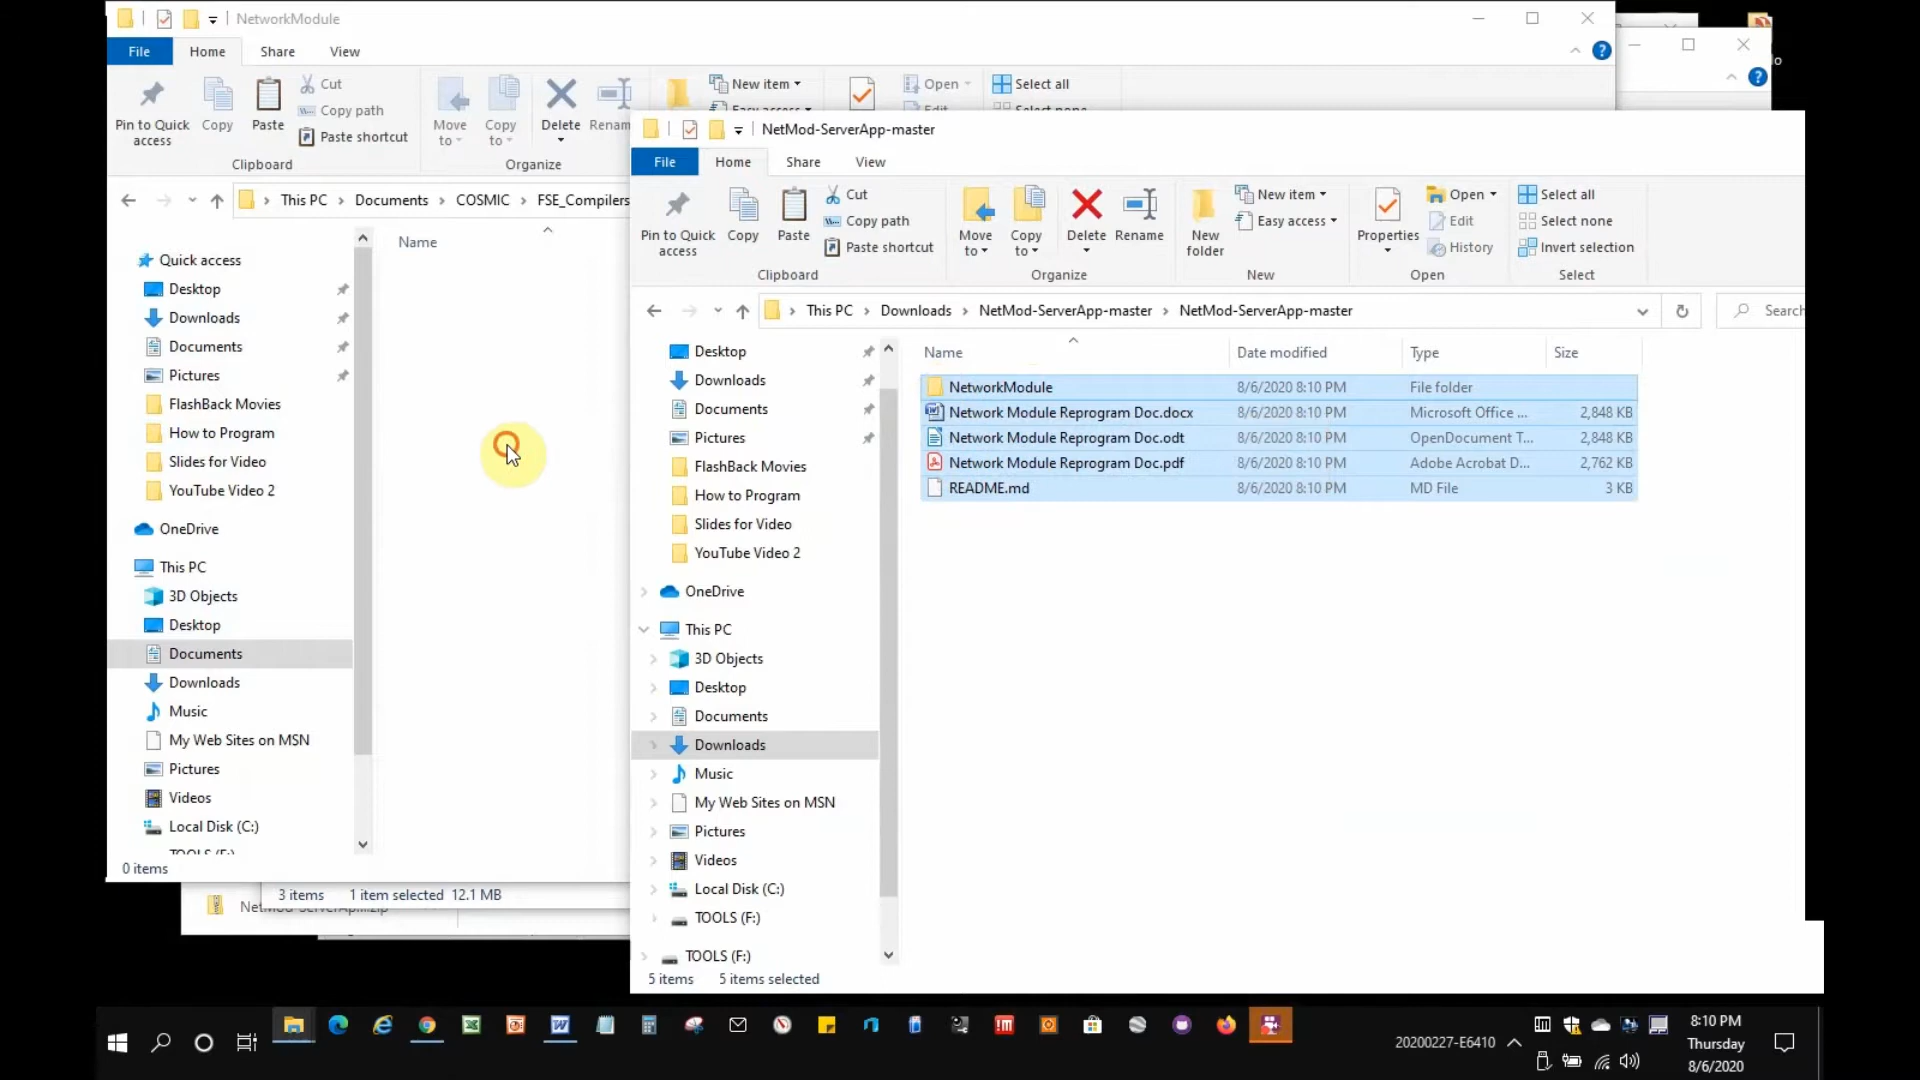 NetworkModule
File
Home
Share
View
Pin to Quick access
Copy
Paste
Cut
Copy path
Paste shortcut
Clipboard
Move to
Copy to
Delete
Organize
New item
Easy access
Open
Edit
Select all
Select none
This PC
Documents
COSMIC
FSE_Compilers
Name
Quick access
Desktop
Downloads
Documents
Pictures
FlashBack Movies
How to Program
Slides for Video
YouTube Video 2
OneDrive
This PC
3D Objects
Desktop
Documents
Downloads
Music
My Web Sites on MSN
Pictures
Videos
Local Disk (C:)
TOOLS (F:)
0 items
3 items 1 item selected 12.1 MB
NetMod-ServerAp....zip
NetMod-ServerApp-master
File
Home
Share
View
Pin to Quick access
Copy
Paste
Cut
Copy path
Paste shortcut
Clipboard
Move to
Copy to
Delete
Rename
Organize
New folder
New item
Easy access
New
Properties
Open
Edit
History
Open
Select all
Select none
Invert selection
Select
This PC
Downloads
NetMod-ServerApp-master
NetMod-ServerApp-master
Search
Name Date modified Type Size
NetworkModule 8/6/2020 8:10 PM File folder
Network Module Reprogram Doc.docx 8/6/2020 8:10 PM Microsoft Office ... 2,848 KB
Network Module Reprogram Doc.odt 8/6/2020 8:10 PM OpenDocument T... 2,848 KB
Network Module Reprogram Doc.pdf 8/6/2020 8:10 PM Adobe Acrobat D... 2,762 KB
README.md 8/6/2020 8:10 PM MD File 3 KB
Desktop
Downloads
Documents
Pictures
FlashBack Movies
How to Program
Slides for Video
YouTube Video 2
OneDrive
This PC
3D Objects
Desktop
Documents
Downloads
Music
My Web Sites on MSN
Pictures
Videos
Local Disk (C:)
TOOLS (F:)
TOOLS (F:)
5 items 5 items selected
20200227-E6410
8:10 PM
Thursday
8/6/2020